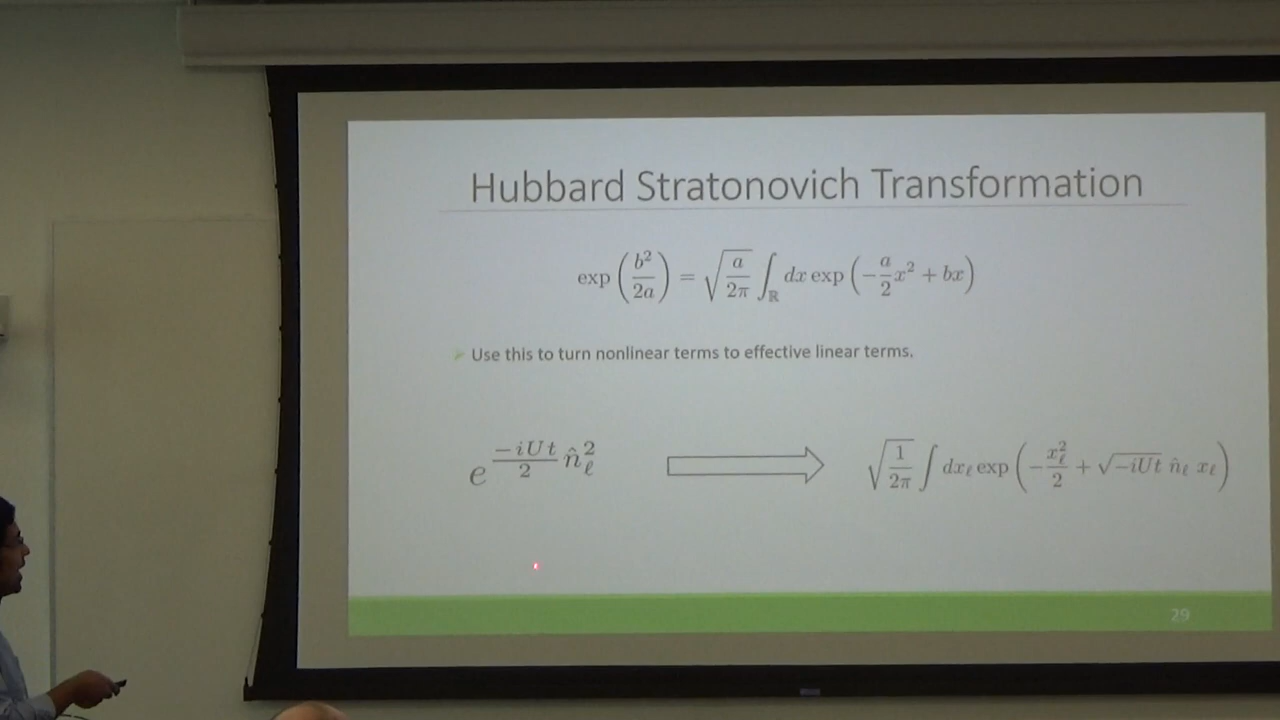 Hubbard Stratonovich Transformation
exp(b²/2a) = √(a/2π) ∫_ℝ dx exp(−(a/2)x² + bx)
Use this to turn nonlinear terms to effective linear terms.
e^{(−iUt/2) n̂_ℓ²} ⇒ √(1/2π) ∫ dx_ℓ exp(−x_ℓ²/2 + √(−iUt) n̂_ℓ x_ℓ)
29